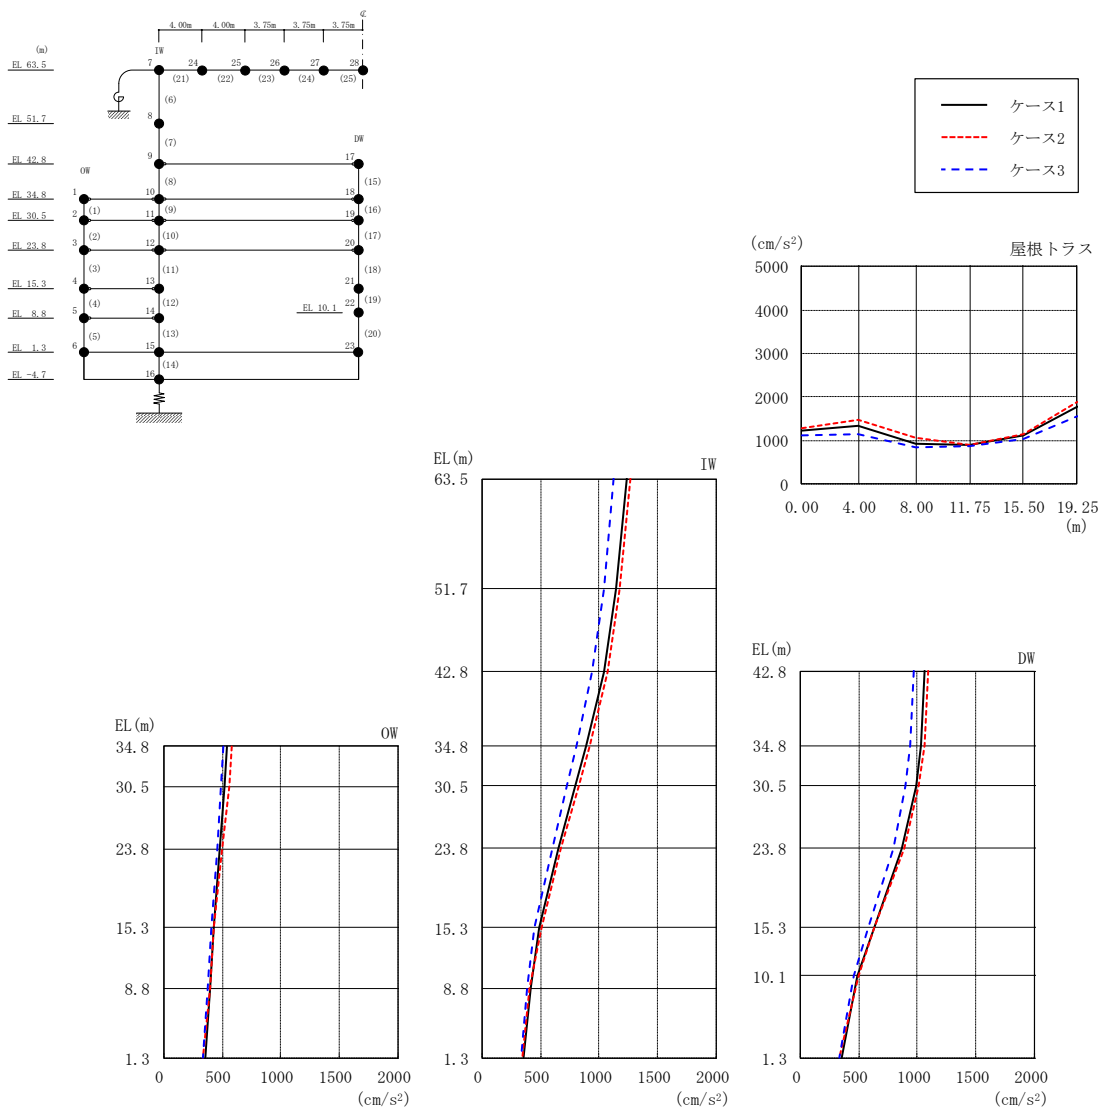 ℄
4.00m 4.00m 3.75m 3.75m 3.75m
(m)
IW
EL 63.5 7 24 25 26 27 28
(21) (22) (23) (24) (25)
(6)
EL 51.7 8
(7)
DW
EL 42.8 9 17
OW
(8) (15)
EL 34.8 1 10 18
(1) (9) (16)
EL 30.5 2 11 19
(2) (10) (17)
EL 23.8 3 12 20
(3) (11) (18)
EL 15.3 4 13 21
(4) (12) (19)
EL 10.1 22
EL 8.8 5 14
(5) (13) (20)
EL 1.3 6 15 23
(14)
EL -4.7 16
ケース1
ケース2
ケース3
(cm/s²) 屋根トラス
5000
4000
3000
2000
1000
0
0.00 4.00 8.00 11.75 15.50 19.25
(m)
EL(m) IW
63.5
51.7
42.8
34.8
30.5
23.8
15.3
8.8
1.3
0 500 1000 1500 2000
(cm/s²)
EL(m) OW
34.8
30.5
23.8
15.3
8.8
1.3
0 500 1000 1500 2000
(cm/s²)
EL(m) DW
42.8
34.8
30.5
23.8
15.3
10.1
1.3
0 500 1000 1500 2000
(cm/s²)